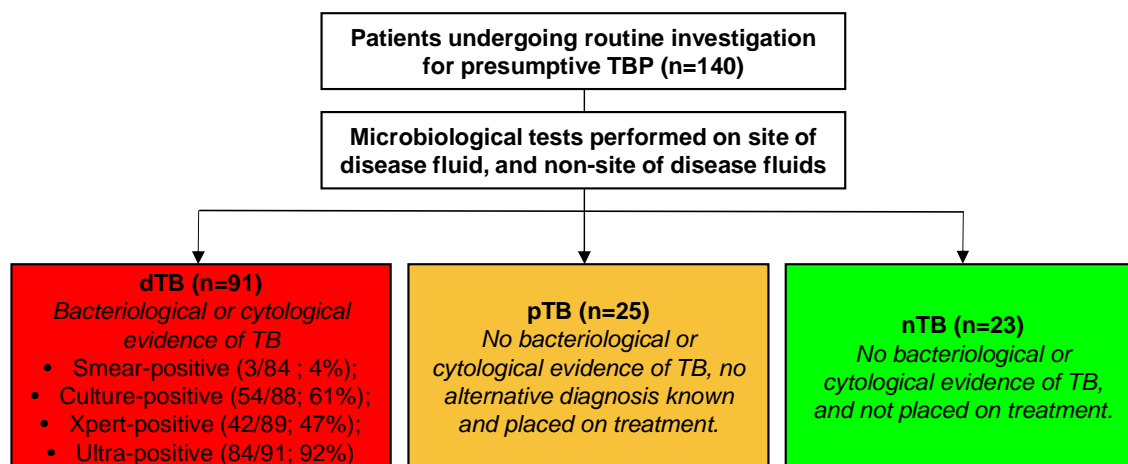 Patients undergoing routine investigation
for presumptive TBP (n=140)
Microbiological tests performed on site of
disease fluid, and non-site of disease fluids
dTB (n=91)
Bacteriological or cytological
evidence of TB
• Smear-positive (3/84 ; 4%);
• Culture-positive (54/88; 61%);
• Xpert-positive (42/89; 47%);
• Ultra-positive (84/91; 92%)
pTB (n=25)
No bacteriological or
cytological evidence of TB, no
alternative diagnosis known
and placed on treatment.
nTB (n=23)
No bacteriological or
cytological evidence of TB,
and not placed on treatment.